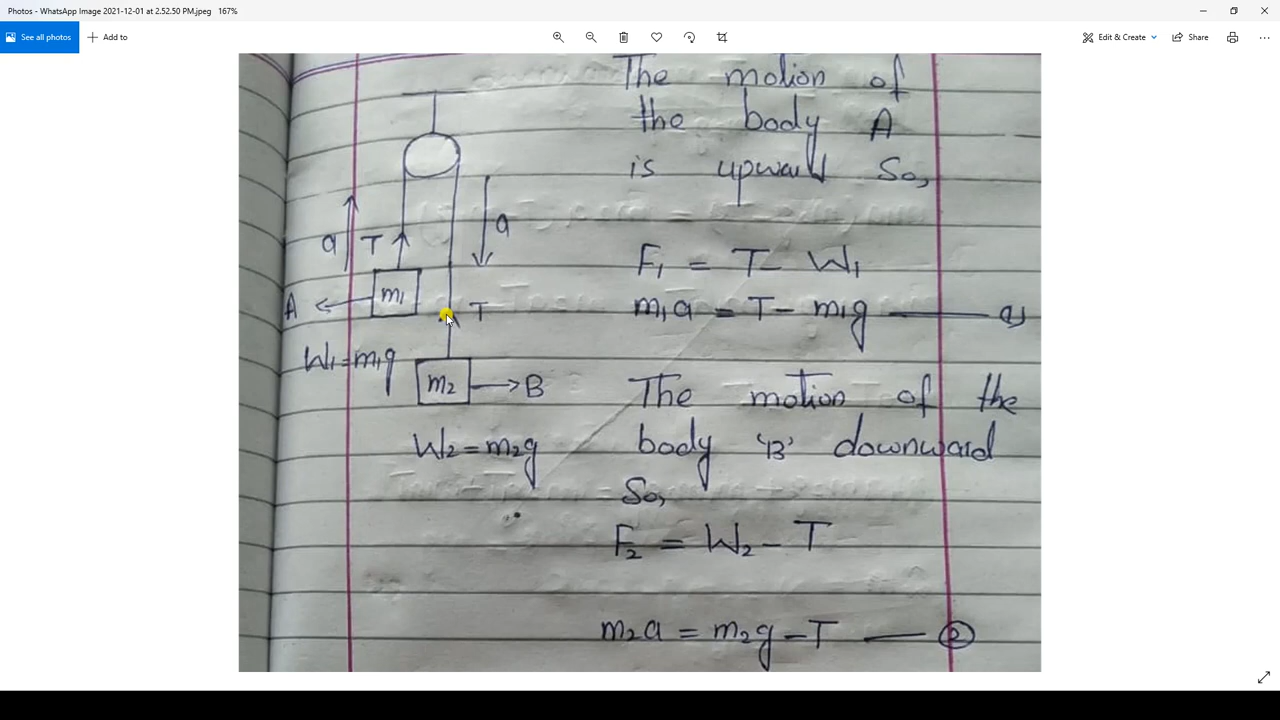 Photos - WhatsApp Image 2021-12-01 at 2.52.50 PM.jpeg 167%
See all photos
Add to
Edit & Create
Share
The motion of
the body A
is upward So,
a T
a
A
m1
T
W1=m1g
m2
B
W2=m2g
F1 = T - W1
m1a = T - m1g
The motion of the
body 'B' downward
So,
F2 = W2 - T
m2a = m2g - T 2